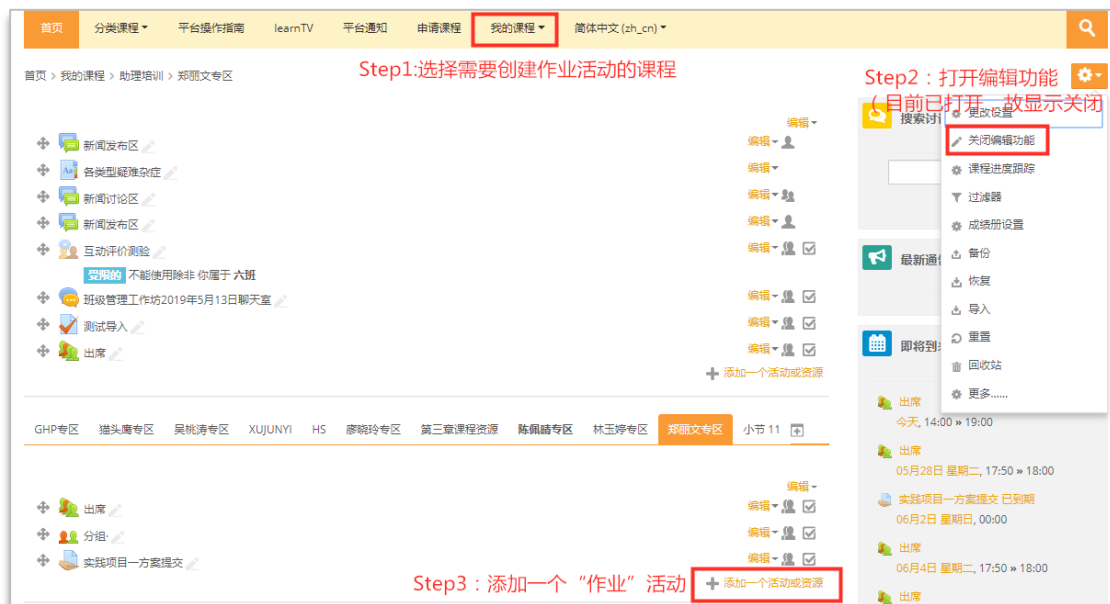 首页 分类课程 平台操作指南 learnTV 平台通知 申请课程 我的课程 简体中文 (zh_cn)
首页 > 我的课程 > 助理培训 > 郑丽文专区
Step1:选择需要创建作业活动的课程
Step2：打开编辑功能
（目前已打开，故显示关闭
编辑
新闻发布区 编辑
各类型疑难杂症 编辑
新闻讨论区 编辑
新闻发布区 编辑
互动评价测验 编辑
受限的 不能使用除非 你属于 六班
班级管理工作坊2019年5月13日聊天室 编辑
测试导入 编辑
出席 编辑
添加一个活动或资源
搜索讨
更改设置
关闭编辑功能
课程进度跟踪
过滤器
成绩册设置
备份
恢复
导入
重置
回收站
更多......
最新通
即将到
GHP专区 猫头鹰专区 吴桃涛专区 XUJUNYI HS 廖晓玲专区 第三章课程资源 陈佩晴专区 林玉婷专区 郑丽文专区 小节 11
编辑
出席 编辑
分组· 编辑
实践项目一方案提交 编辑
Step3：添加一个“作业”活动
添加一个活动或资源
出席
今天, 14:00 » 19:00
出席
05月28日 星期二, 17:50 » 18:00
实践项目一方案提交 已到期
06月2日 星期日, 00:00
出席
06月4日 星期二, 17:50 » 18:00
出席